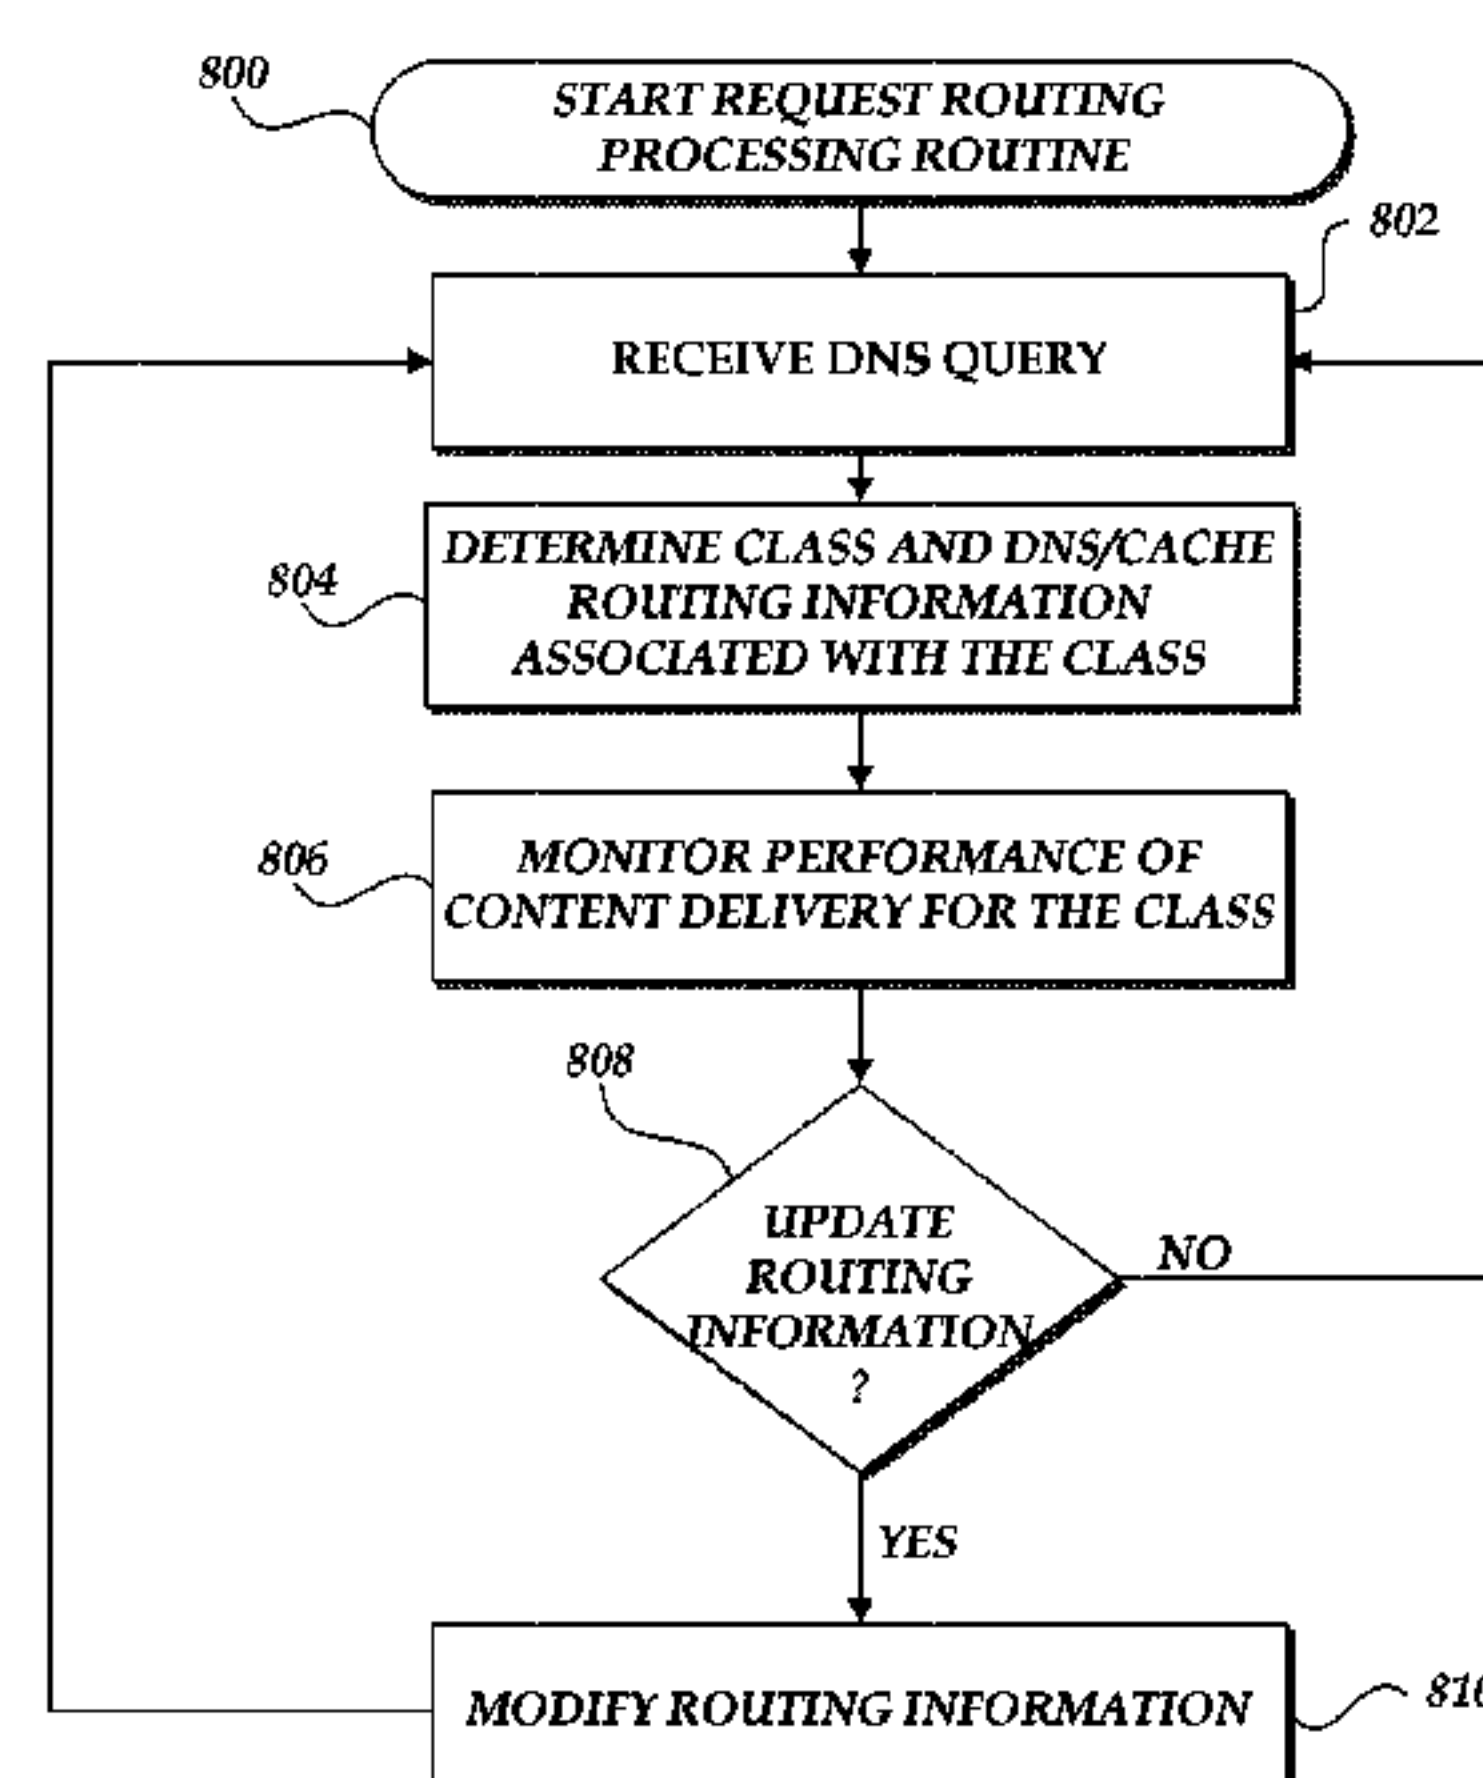 800
START REQUEST ROUTING
PROCESSING ROUTINE
802
RECEIVE DNS QUERY
804
DETERMINE CLASS AND DNS/CACHE
ROUTING INFORMATION
ASSOCIATED WITH THE CLASS
806
MONITOR PERFORMANCE OF
CONTENT DELIVERY FOR THE CLASS
808
UPDATE
ROUTING
INFORMATION
?
NO
YES
MODIFY ROUTING INFORMATION
810